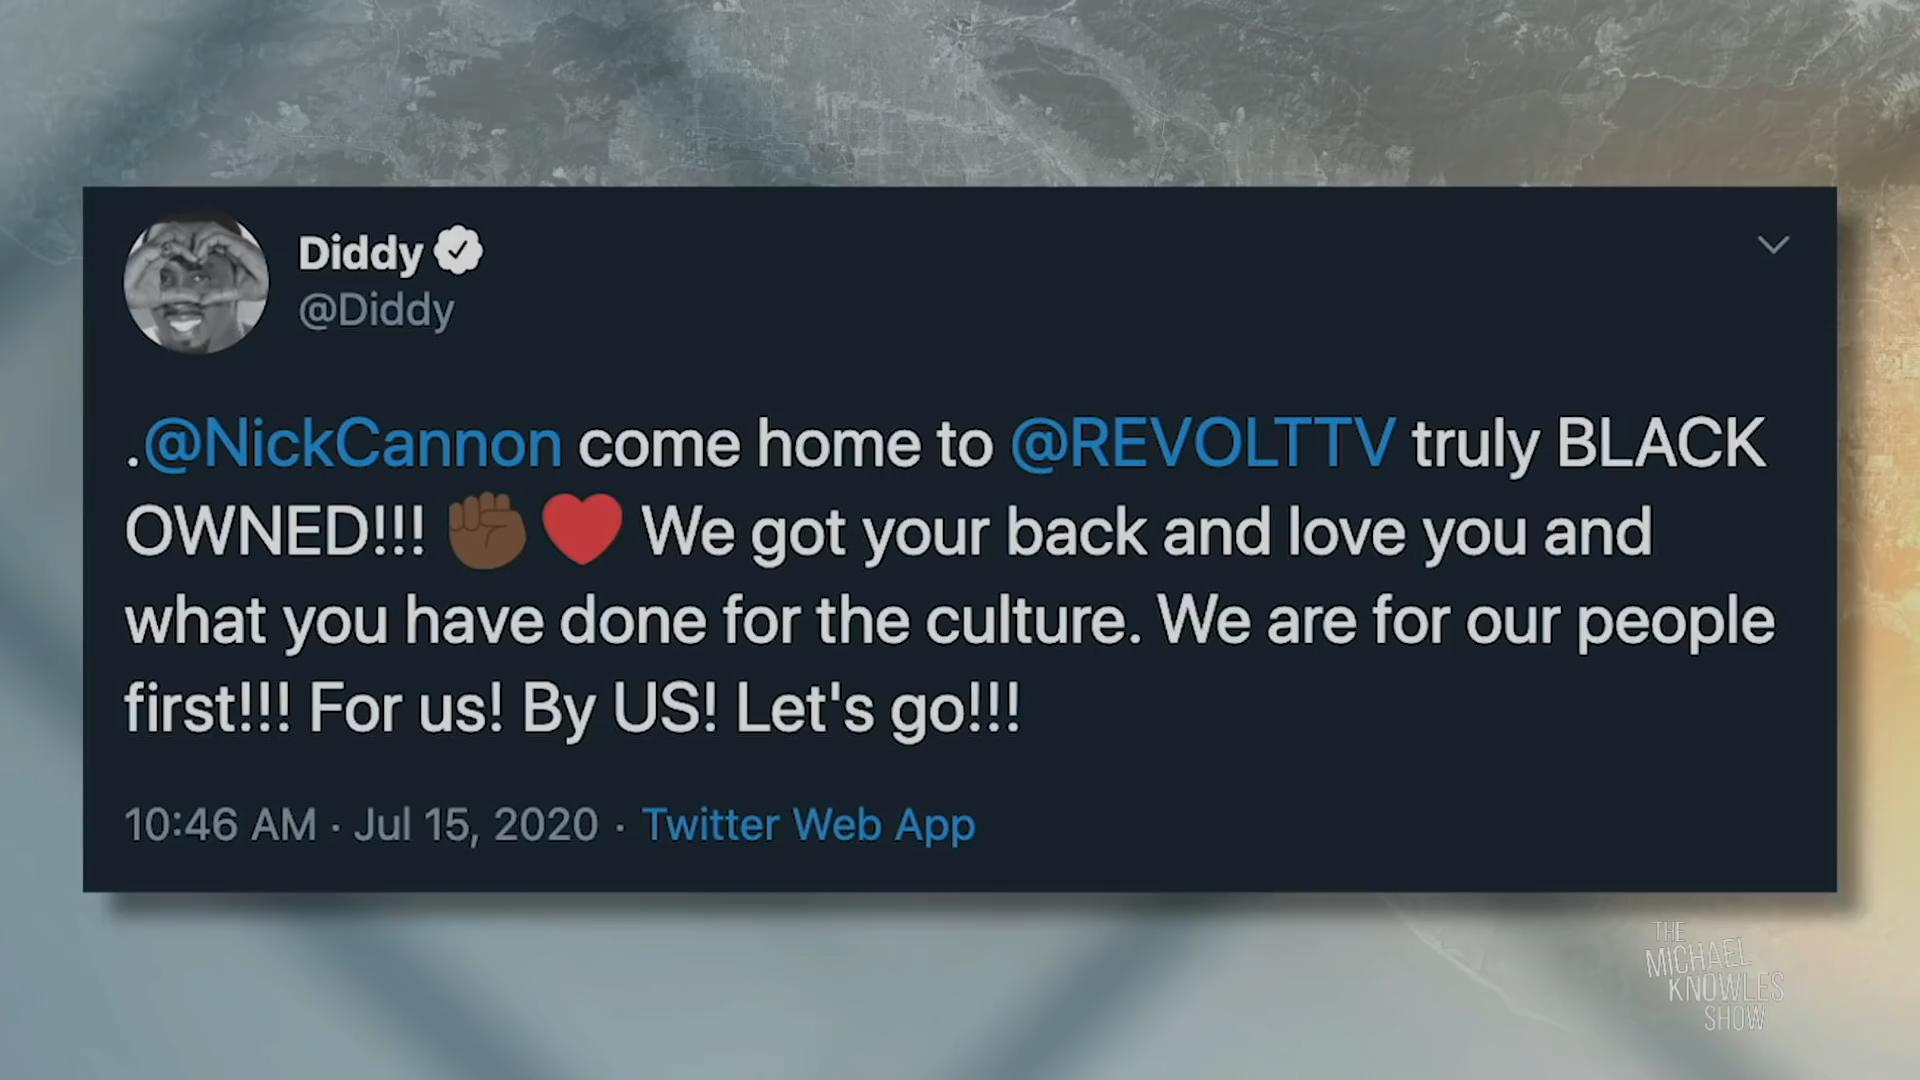 Diddy
@Diddy
.@NickCannon come home to @REVOLTTV truly BLACK
OWNED!!! ✊🏾❤️ We got your back and love you and
what you have done for the culture. We are for our people
first!!! For us! By US! Let's go!!!
10:46 AM · Jul 15, 2020 · Twitter Web App
THE
MICHAEL
KNOWLES
SHOW